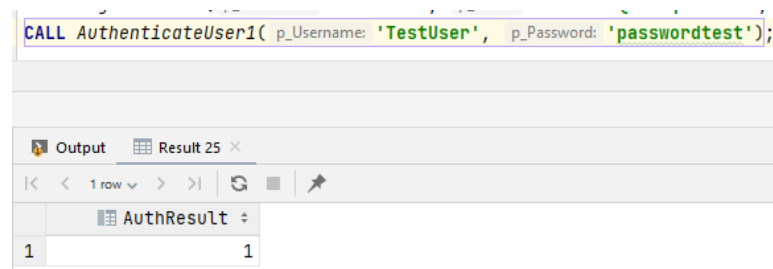 CALL AuthenticateUser1( p_Username: 'TestUser', p_Password: 'passwordtest');
Output Result 25
1 row
AuthResult
1 1